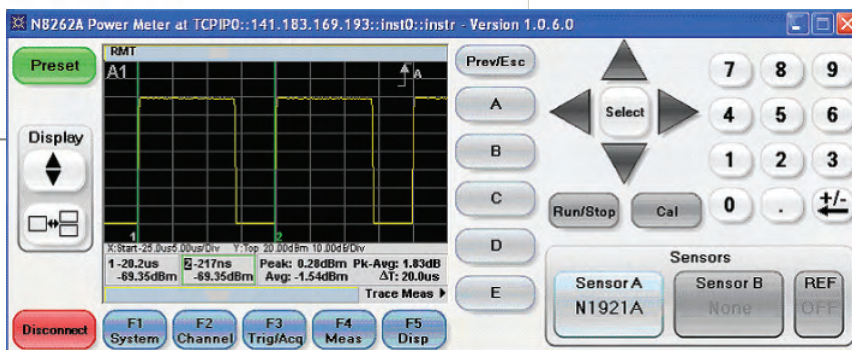 N8262A Power Meter at TCPIP0::141.183.169.193::inst0::instr - Version 1.0.6.0
Preset
RMT
A1
A
1
2
X:Start-25.0us5.00us/Div Y:Top 20.00dBm 10.00dB/Div
1 -20.2us
-69.35dBm
2 -217ns
-69.35dBm
Peak: 0.28dBm Pk-Avg: 1.83dB
Avg: -1.54dBm ΔT: 20.0us
Trace Meas
Display
Disconnect
F1
System
F2
Channel
F3
Trig/Acq
F4
Meas
F5
Disp
Prev/Esc
A
B
C
D
E
Select
Run/Stop
Cal
7 8 9
4 5 6
1 2 3
0 . +/-
Sensors
Sensor A
N1921A
Sensor B
None
REF
OFF